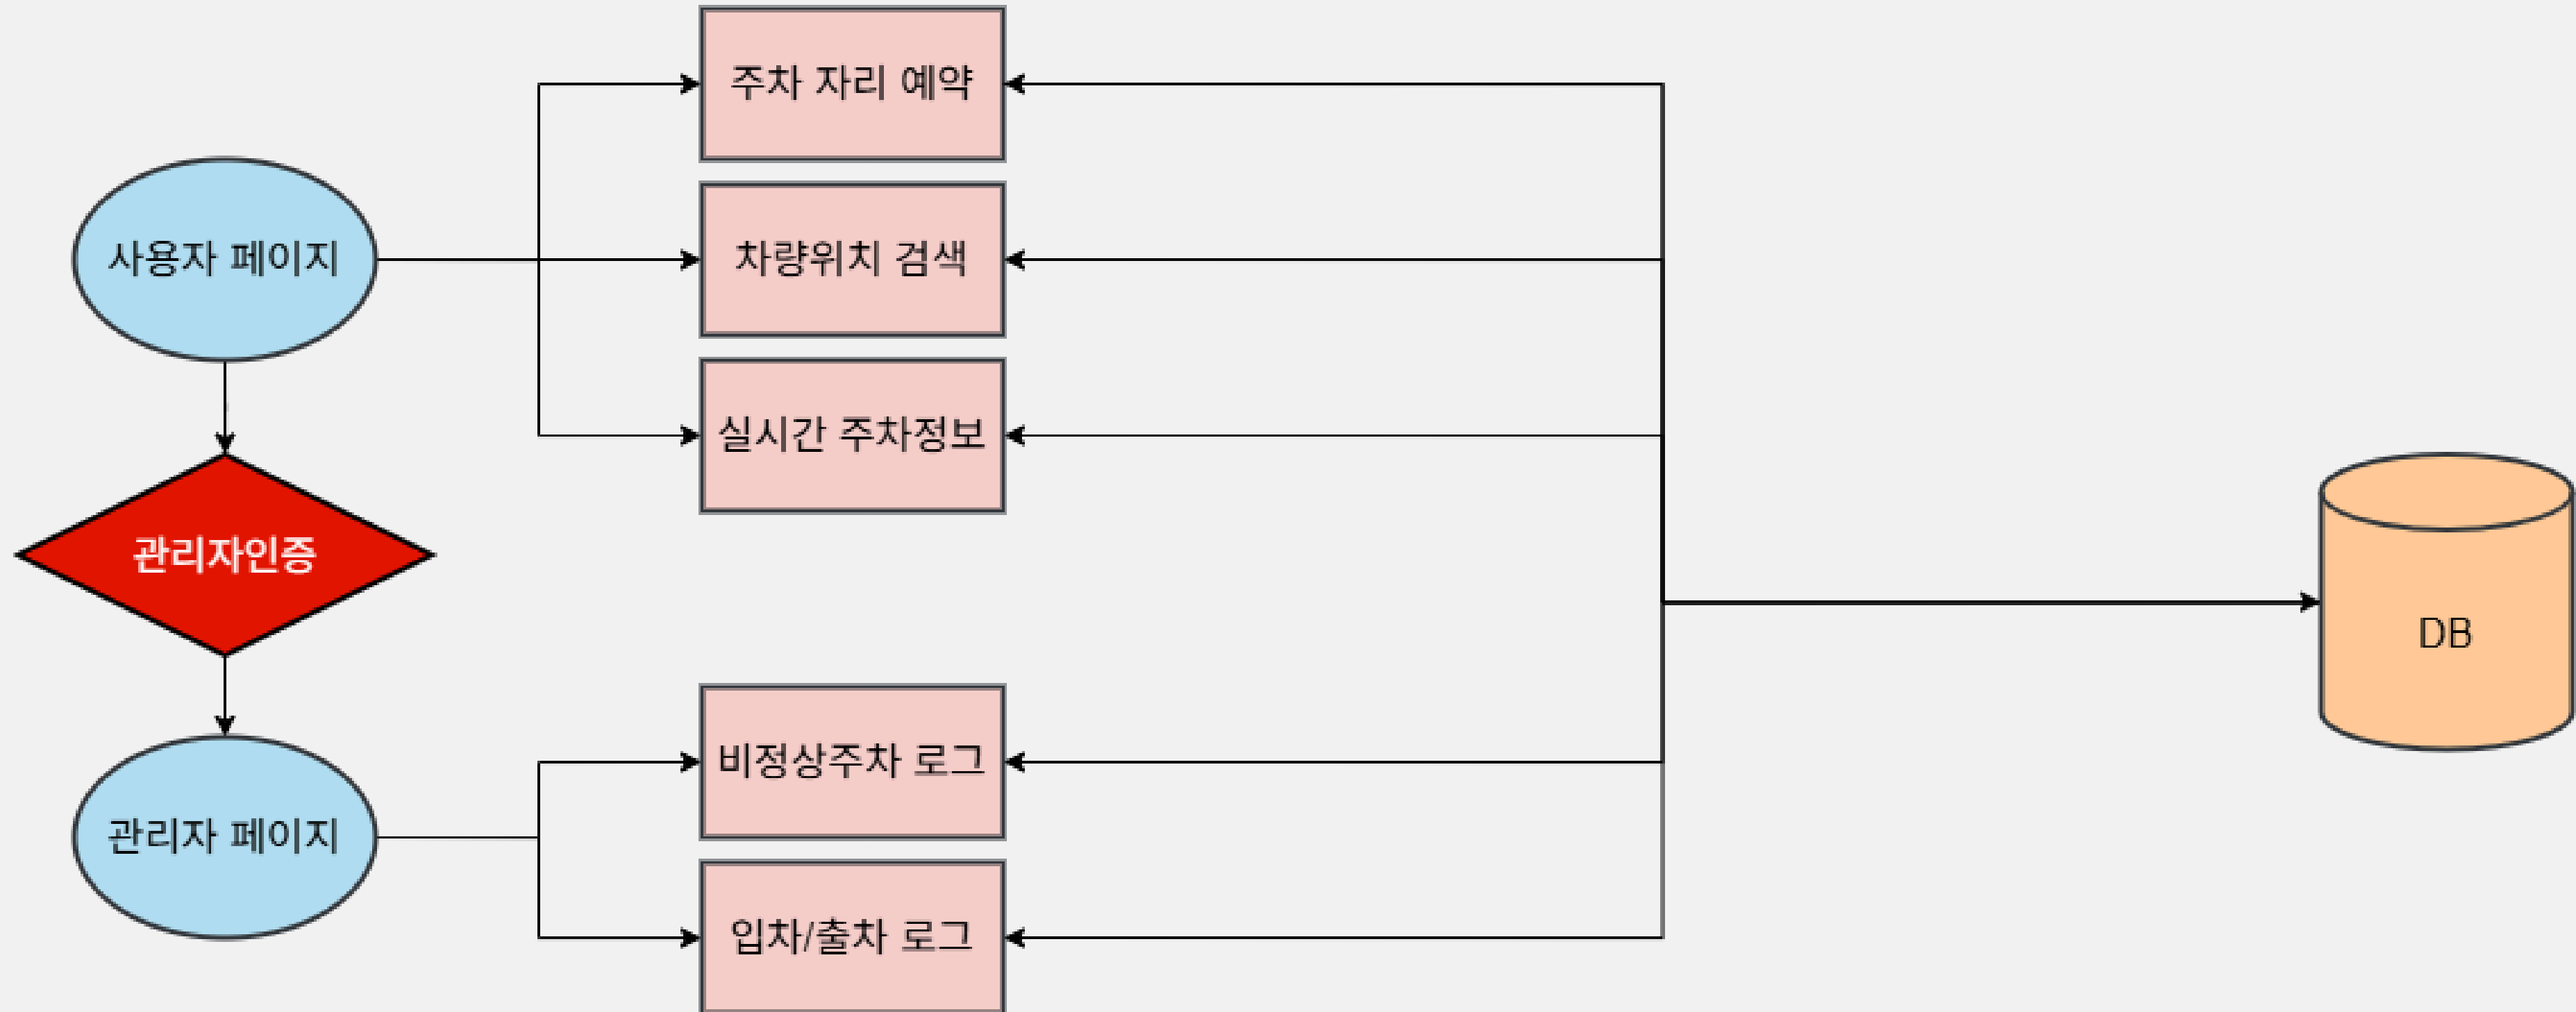 주차 자리 예약
사용자 페이지
차량위치 검색
실시간 주차정보
관리자인증
DB
비정상주차 로그
관리자 페이지
입차/출차 로그